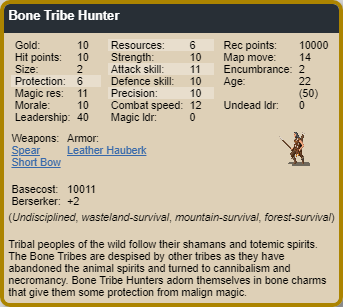 Bone Tribe Hunter
Gold: 10 Resources: 6 Rec points: 10000
Hit points: 10 Strength: 10 Map move: 14
Size: 2 Attack skill: 11 Encumbrance: 2
Protection: 6 Defence skill: 10 Age: 22
Magic res: 11 Precision: 10 (50)
Morale: 10 Combat speed: 12 Undead ldr: 0
Leadership: 40 Magic ldr: 0
Weapons: Armor:
Spear Leather Hauberk
Short Bow
Basecost: 10011
Berserker: +2
(Undisciplined, wasteland-survival, mountain-survival, forest-survival)
Tribal peoples of the wild follow their shamans and totemic spirits.
The Bone Tribes are despised by other tribes as they have
abandoned the animal spirits and turned to cannibalism and
necromancy. Bone Tribe Hunters adorn themselves in bone charms
that give them some protection from malign magic.